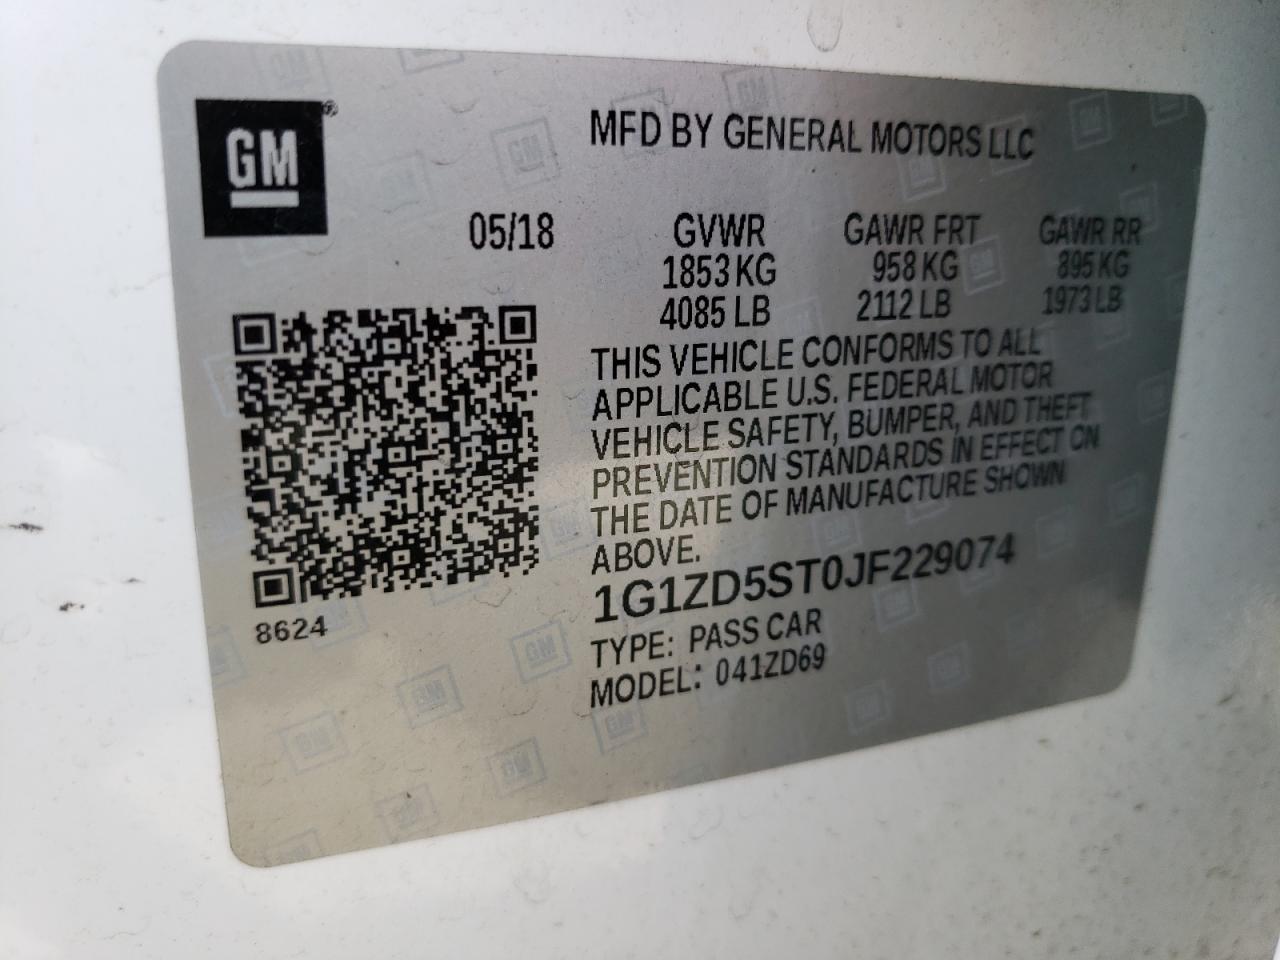 GM®
MFD BY GENERAL MOTORS LLC
05/18 GVWR GAWR FRT GAWR RR
1853 KG 958 KG 895 KG
4085 LB 2112 LB 1973 LB
THIS VEHICLE CONFORMS TO ALL
APPLICABLE U.S. FEDERAL MOTOR
VEHICLE SAFETY, BUMPER, AND THEFT
PREVENTION STANDARDS IN EFFECT ON
THE DATE OF MANUFACTURE SHOWN
ABOVE.
1G1ZD5ST0JF229074
8624
TYPE: PASS CAR
MODEL: 041ZD69